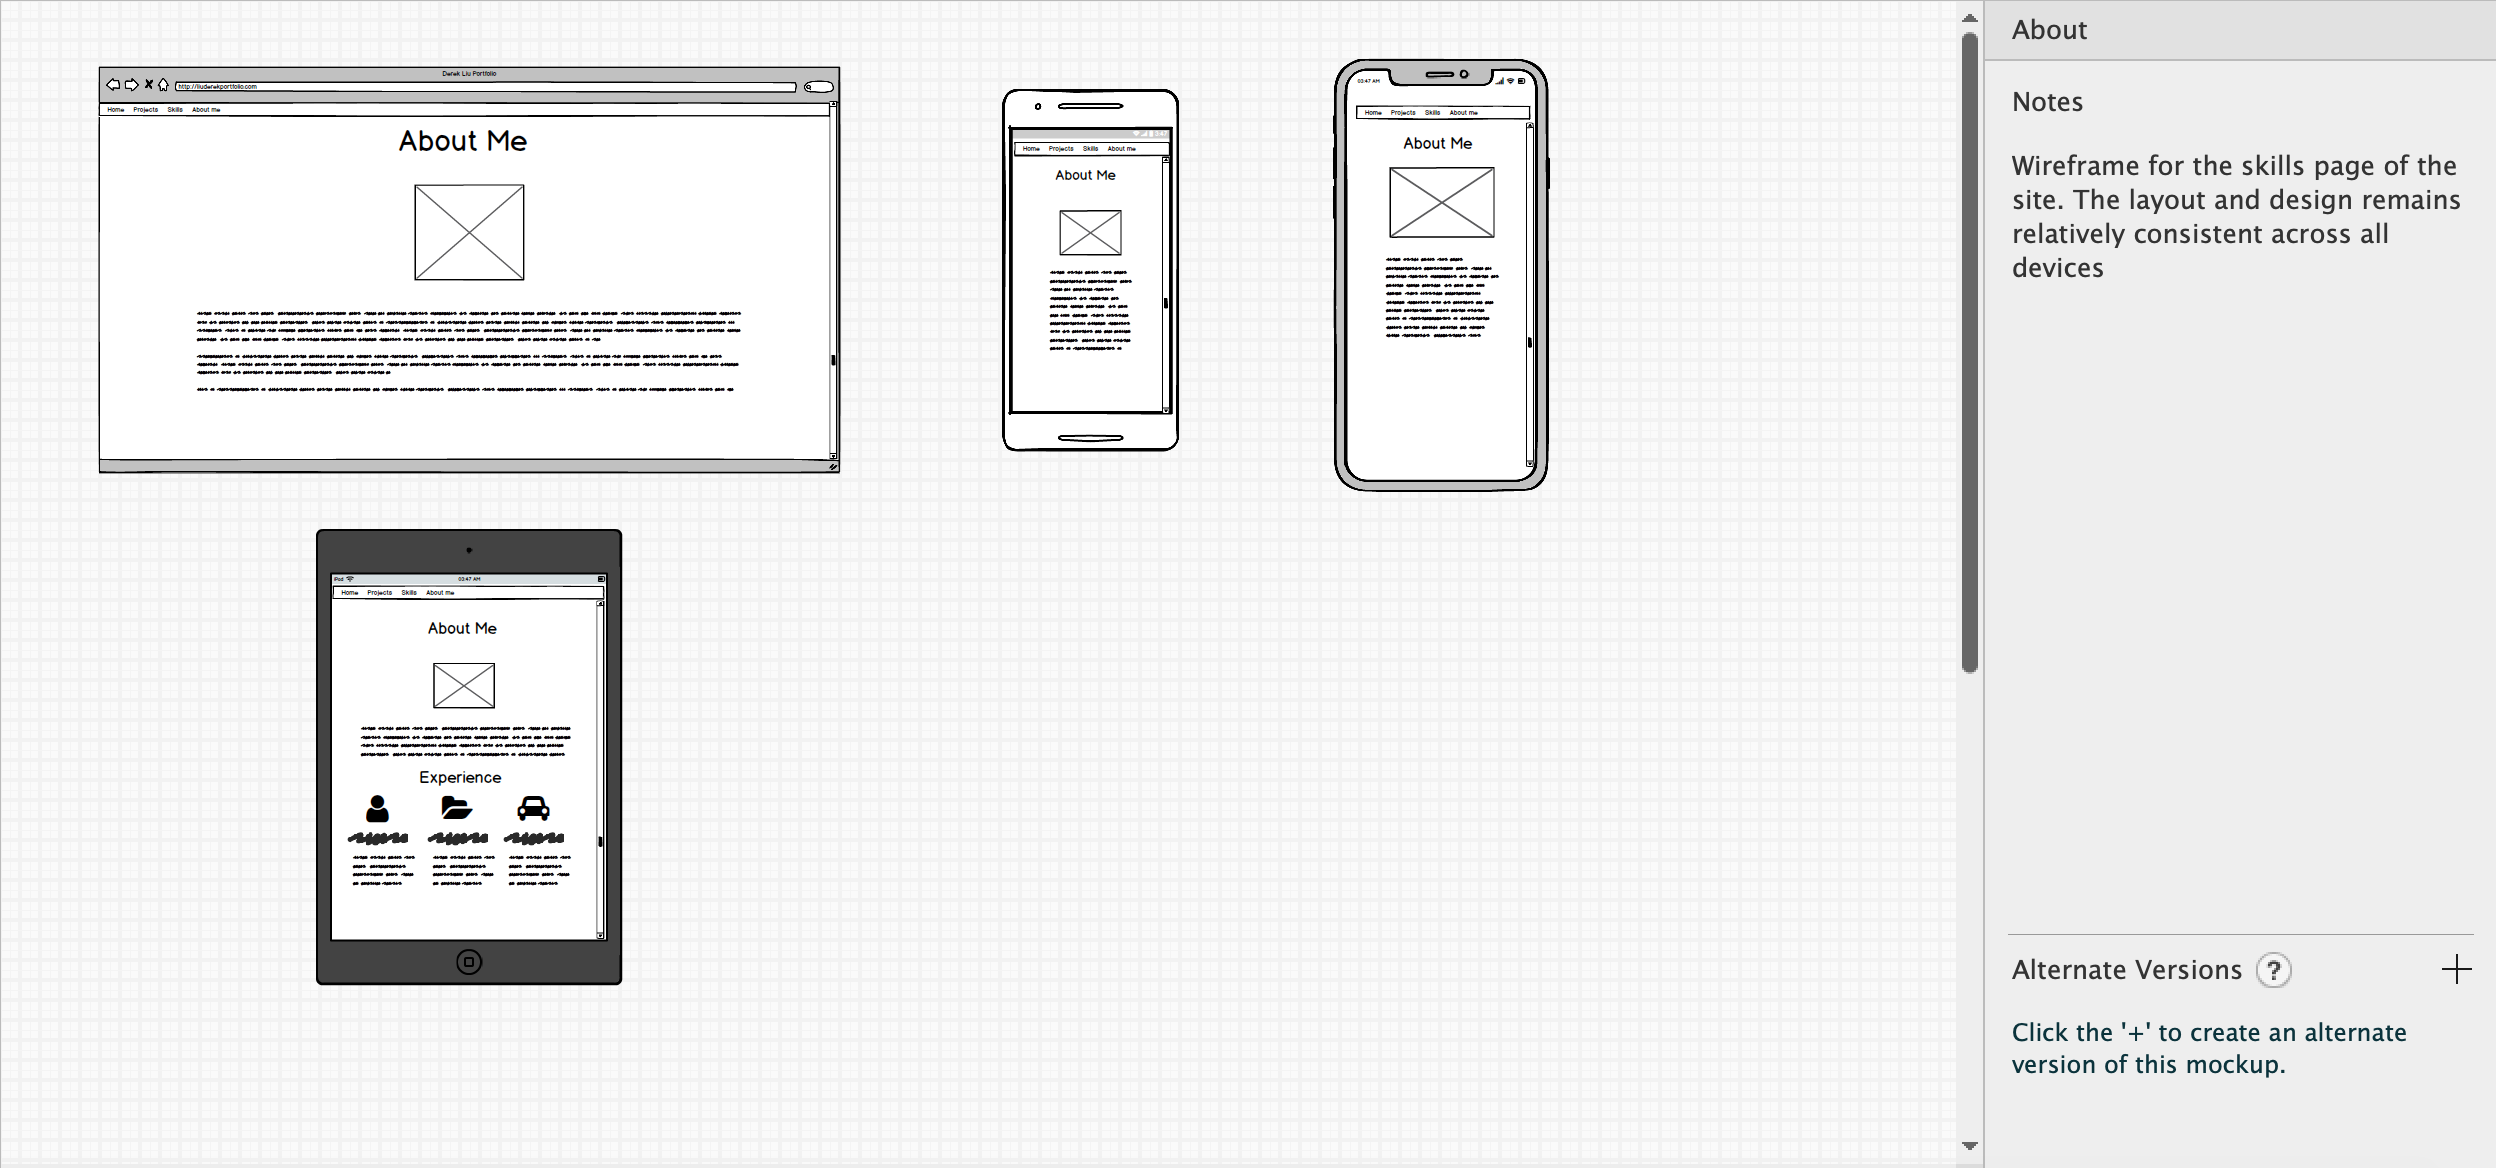 Derek Liu Portfolio
http://liuderekportfolio.com
Home Projects Skills About me
About Me
Home Projects Skills About me
About Me
03:47 AM
Home Projects Skills About me
About Me
iPad 03:47 AM
Home Projects Skills About me
About Me
Experience
About
Notes
Wireframe for the skills page of the
site. The layout and design remains
relatively consistent across all
devices
Alternate Versions ? +
Click the '+' to create an alternate
version of this mockup.